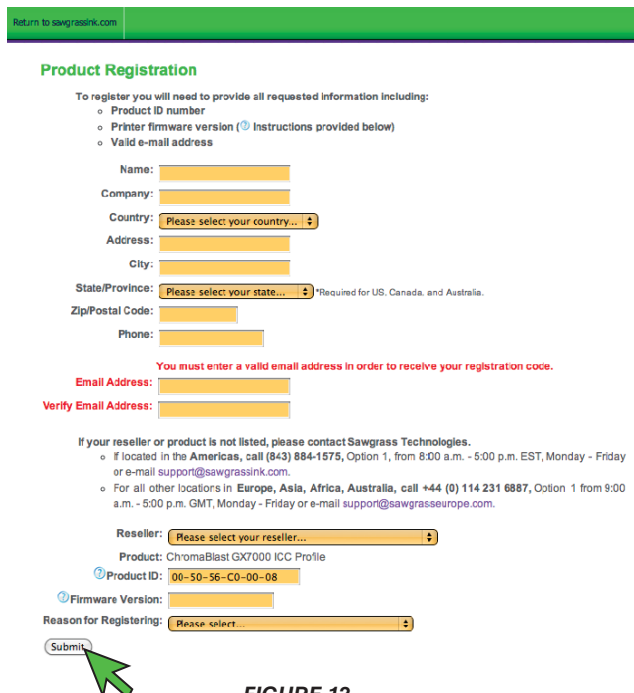 Return to sawgrassink.com
Product Registration
To register you will need to provide all requested information including:
Product ID number
Printer firmware version (? Instructions provided below)
Valid e-mail address
Name:
Company:
Country: Please select your country...
Address:
City:
State/Province: Please select your state... *Required for US, Canada, and Australia.
Zip/Postal Code:
Phone:
You must enter a valid email address in order to receive your registration code.
Email Address:
Verify Email Address:
If your reseller or product is not listed, please contact Sawgrass Technologies.
If located in the Americas, call (843) 884-1575, Option 1, from 8:00 a.m. - 5:00 p.m. EST, Monday - Friday
or e-mail support@sawgrassink.com.
For all other locations in Europe, Asia, Africa, Australia, call +44 (0) 114 231 6887, Option 1 from 9:00
a.m. - 5:00 p.m. GMT, Monday - Friday or e-mail support@sawgrasseurope.com.
Reseller: Please select your reseller...
Product: ChromaBlast GX7000 ICC Profile
? Product ID: 00-50-56-C0-00-08
? Firmware Version:
Reason for Registering: Please select...
Submit